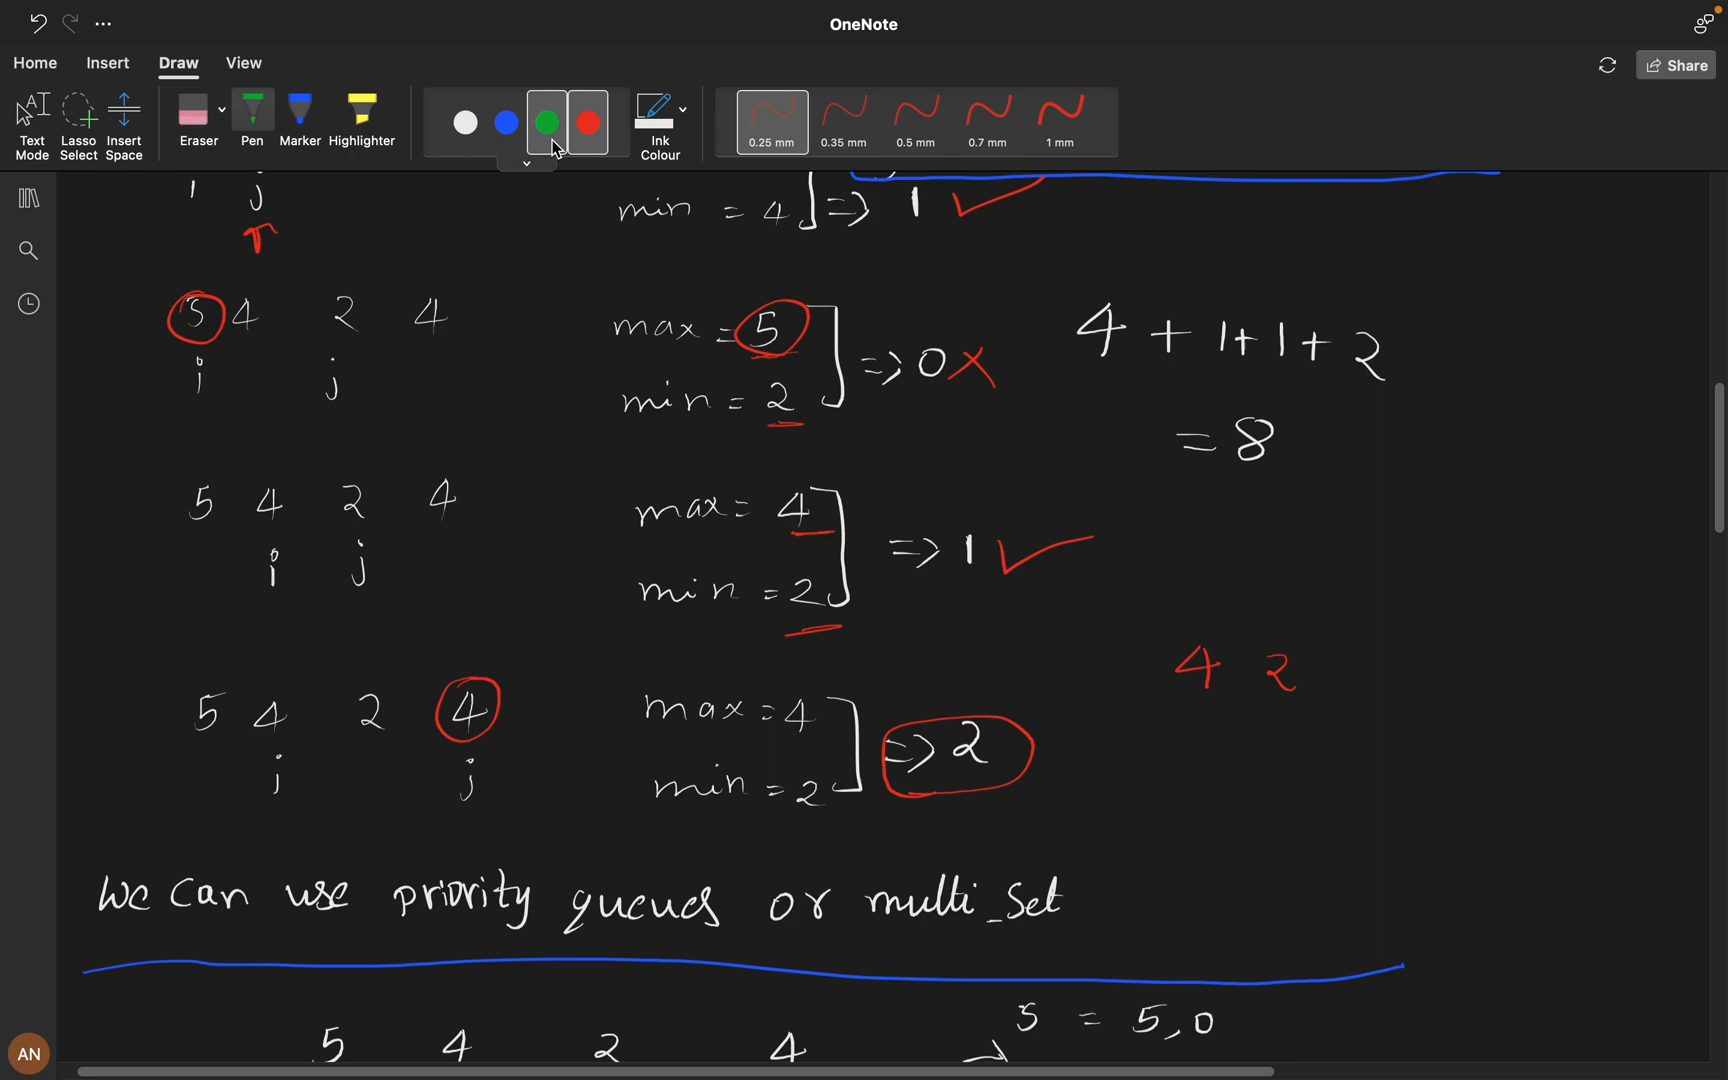 OneNote
Home Insert Draw View
Share
Text Mode
Lasso Select
Insert Space
Eraser
Pen
Marker
Highlighter
Ink Colour
0.25 mm
0.35 mm
0.5 mm
0.7 mm
1 mm
i j
min = 4 ] => 1
5 4 2 4
i j
max = 5
min = 2
=> 0
4 + 1 + 1 + 2
= 8
5 4 2 4
i j
max = 4
min = 2
=> 1
4 2
5 4 2 4
i j
max = 4
min = 2
=> 2
We can use priority queues or multi_set
5 4 2 4
5 = 5,0
AN